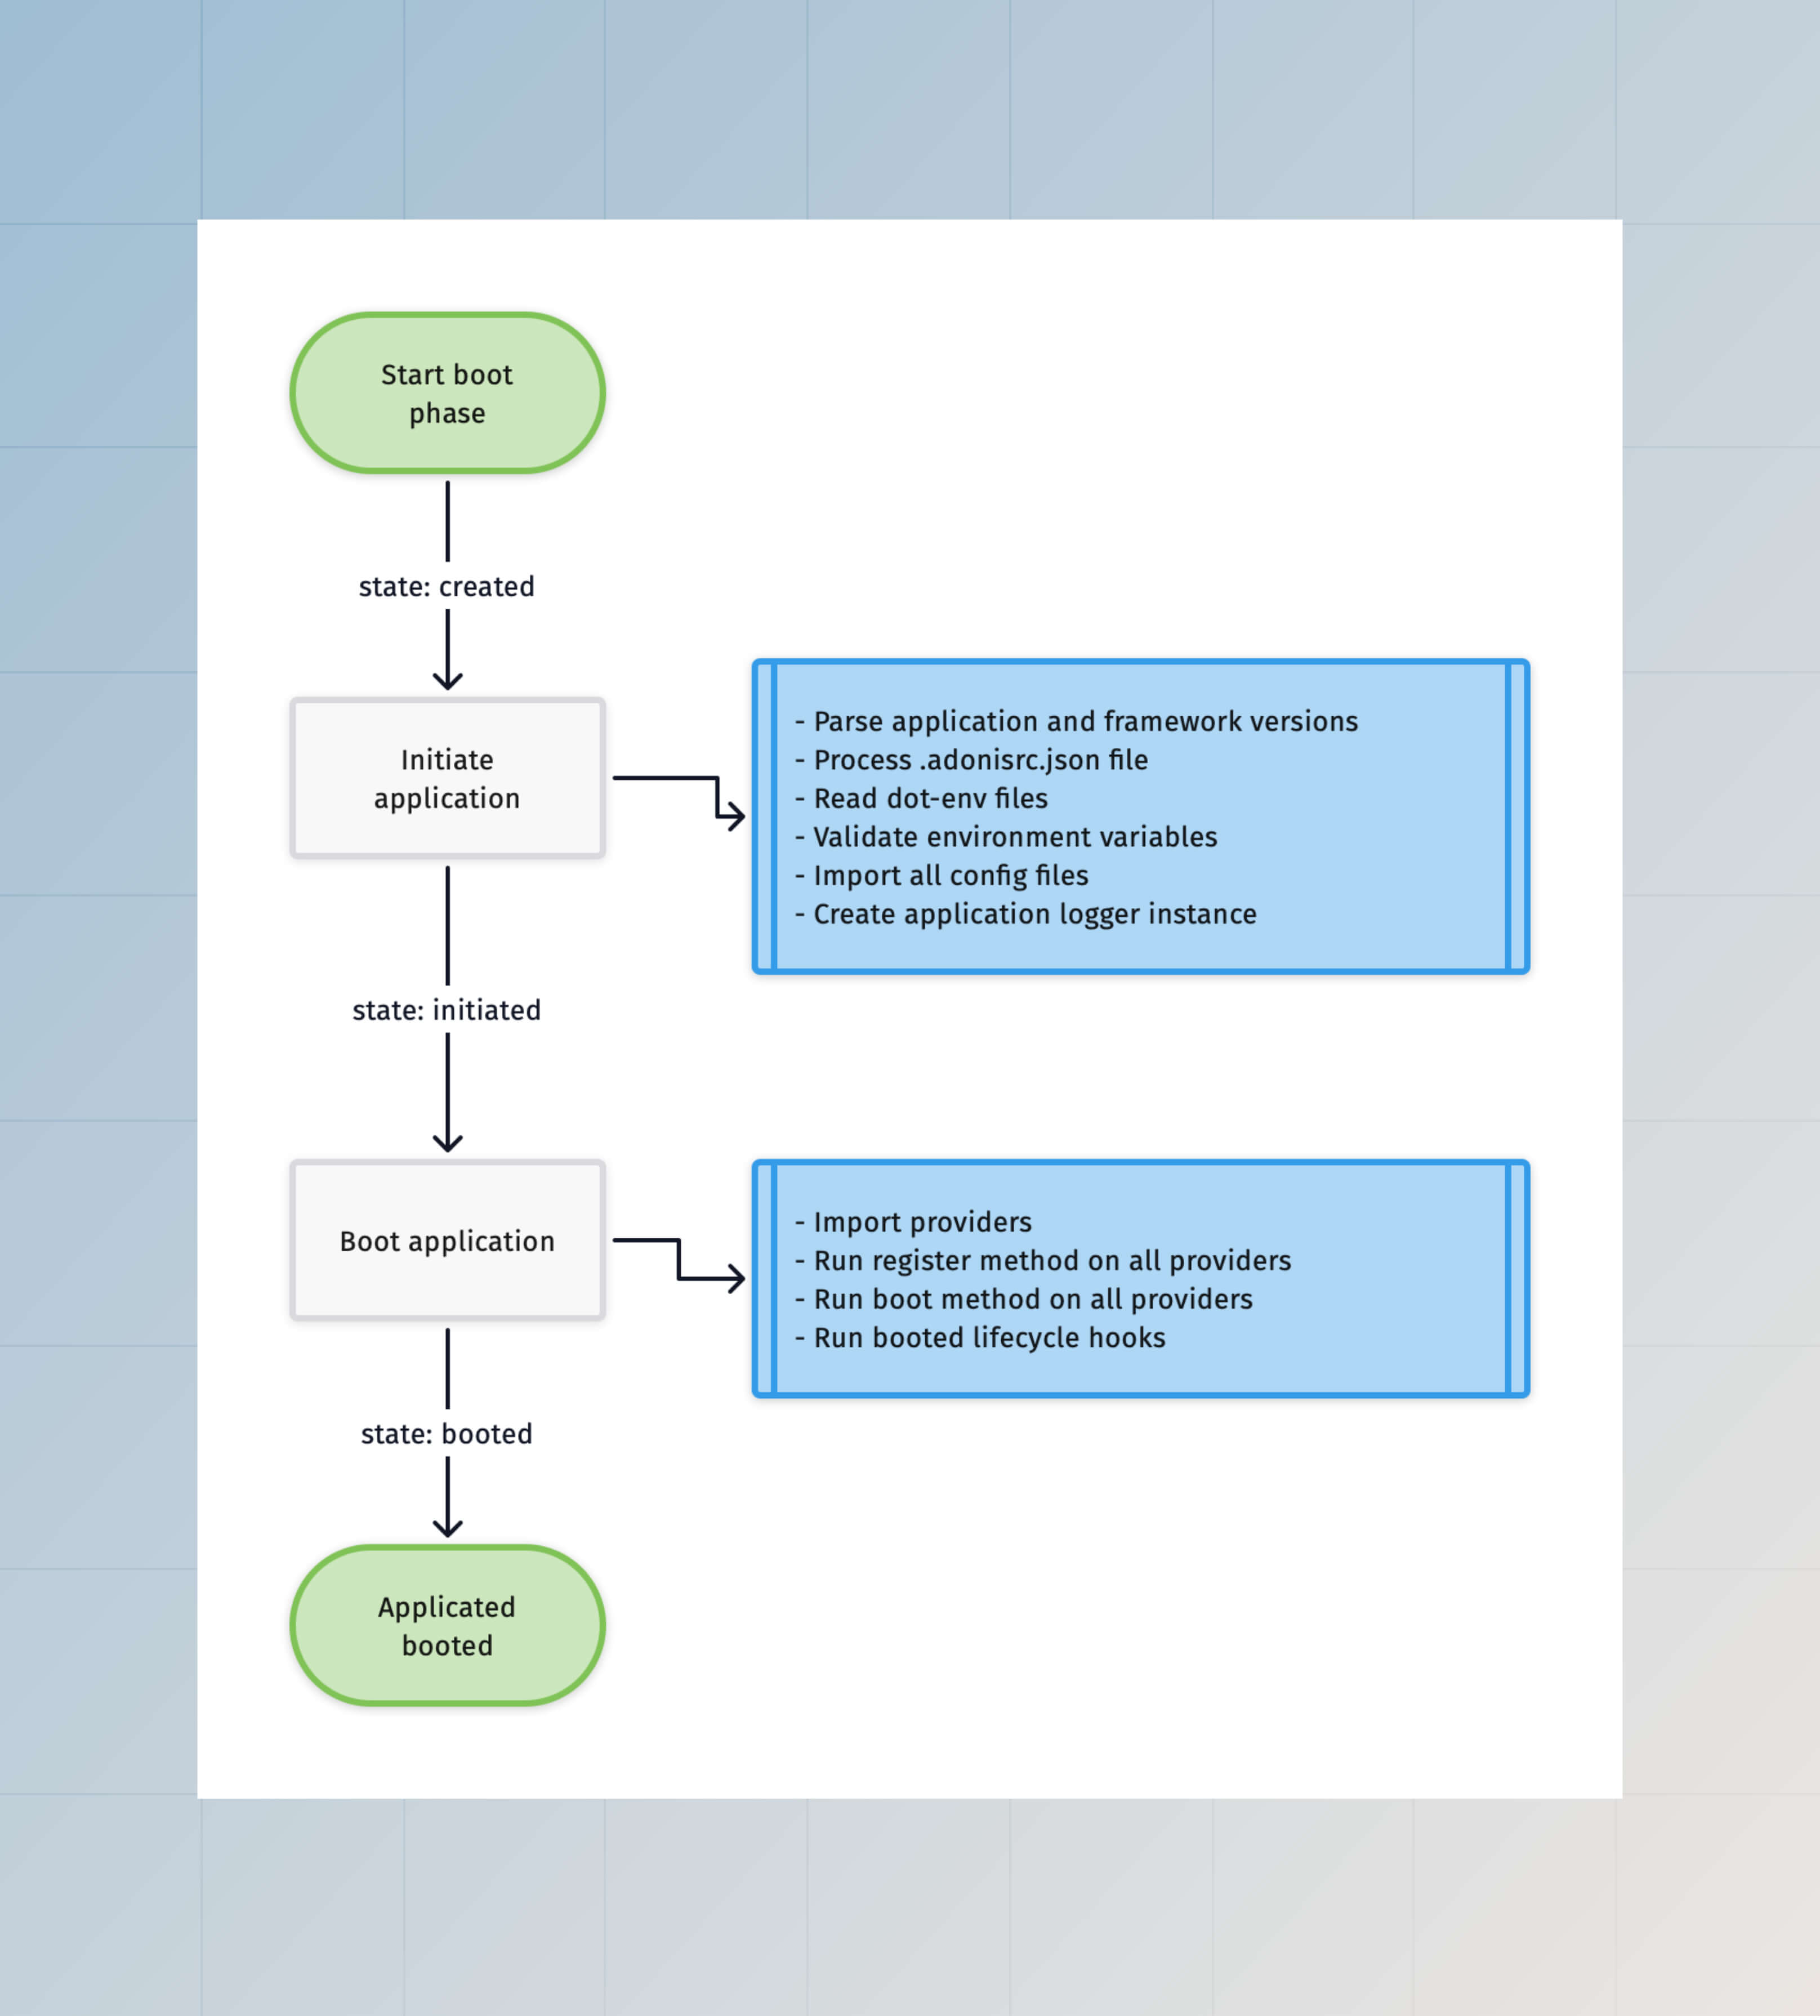 Start boot
phase
state: created
Initiate
application
- Parse application and framework versions
- Process .adonisrc.json file
- Read dot-env files
- Validate environment variables
- Import all config files
- Create application logger instance
state: initiated
Boot application
- Import providers
- Run register method on all providers
- Run boot method on all providers
- Run booted lifecycle hooks
state: booted
Applicated
booted